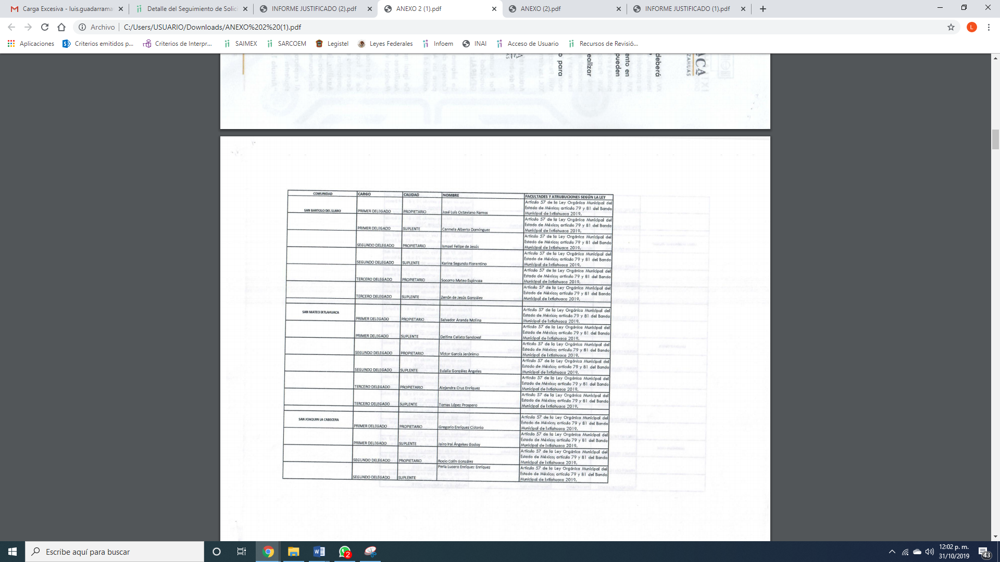 Carga Excesiva - luis.guadarrama
Detalle del Seguimiento de Solici
INFORME JUSTIFICADO (2).pdf
ANEXO 2 (1).pdf
ANEXO (2).pdf
INFORME JUSTIFICADO (1).pdf
Archivo C:/Users/USUARIO/Downloads/ANEXO%202%20(1).pdf
L
Aplicaciones
Criterios emitidos p...
Criterios de Interpr...
SAIMEX
SARCOEM
Legistel
Leyes Federales
Infoem
INAI
Acceso de Usuario
Recursos de Revisió...
deberá
ento en
pueden
ealizar
o para
ZAHUAS
COMUNIDAD CARGO CALIDAD NOMBRE FACULTADES Y ATRUBUCIONES SEGÚN LA LEY
SAN BARTOLO DEL LLANO PRIMER DELEGADO PROPIETARIO José Luis Octaviano Ramos
Artículo 57 de la Ley Orgánica Municipal del
Estado de México; artículo 79 y 81 del Bando
Municipal de Ixtlahuaca 2019.
PRIMER DELEGADO SUPLENTE Carmela Alberto Domínguez
Artículo 57 de la Ley Orgánica Municipal del
Estado de México; artículo 79 y 81 del Bando
Municipal de Ixtlahuaca 2019.
SEGUNDO DELEGADO PROPIETARIO Ismael Felipe de Jesús
Artículo 57 de la Ley Orgánica Municipal del
Estado de México; artículo 79 y 81 del Bando
Municipal de Ixtlahuaca 2019.
SEGUNDO DELEGADO SUPLENTE Karina Segundo Florentino
Artículo 57 de la Ley Orgánica Municipal del
Estado de México; artículo 79 y 81 del Bando
Municipal de Ixtlahuaca 2019.
TERCERO DELEGADO PROPIETARIO Socorro Mateo Espinoza
Artículo 57 de la Ley Orgánica Municipal del
Estado de México; artículo 79 y 81 del Bando
Municipal de Ixtlahuaca 2019.
TERCERO DELEGADO SUPLENTE Zenón de Jesús González
Artículo 57 de la Ley Orgánica Municipal del
Estado de México; artículo 79 y 81 del Bando
Municipal de Ixtlahuaca 2019.
SAN MATEO IXTLAHUACA PRIMER DELEGADO PROPIETARIO Salvador Aranda Molina
Artículo 57 de la Ley Orgánica Municipal del
Estado de México; artículo 79 y 81 del Bando
Municipal de Ixtlahuaca 2019.
PRIMER DELEGADO SUPLENTE Delfina Calixto Sandoval
Artículo 57 de la Ley Orgánica Municipal del
Estado de México; artículo 79 y 81 del Bando
Municipal de Ixtlahuaca 2019.
SEGUNDO DELEGADO PROPIETARIO Víctor García Jerónimo
Artículo 57 de la Ley Orgánica Municipal del
Estado de México; artículo 79 y 81 del Bando
Municipal de Ixtlahuaca 2019.
SEGUNDO DELEGADO SUPLENTE Eulalia González Ángeles
Artículo 57 de la Ley Orgánica Municipal del
Estado de México; artículo 79 y 81 del Bando
Municipal de Ixtlahuaca 2019.
TERCERO DELEGADO PROPIETARIO Alejandra Cruz Enríquez
Artículo 57 de la Ley Orgánica Municipal del
Estado de México; artículo 79 y 81 del Bando
Municipal de Ixtlahuaca 2019.
TERCERO DELEGADO SUPLENTE Tomas López Prospero
Artículo 57 de la Ley Orgánica Municipal del
Estado de México; artículo 79 y 81 del Bando
Municipal de Ixtlahuaca 2019.
SAN JOAQUIN LA CABECERA PRIMER DELEGADO PROPIETARIO Gregorio Enríquez Cidonio
Artículo 57 de la Ley Orgánica Municipal del
Estado de México; artículo 79 y 81 del Bando
Municipal de Ixtlahuaca 2019.
PRIMER DELEGADO SUPLENTE Jairo Iraí Ángekes Godoy
Artículo 57 de la Ley Orgánica Municipal del
Estado de México; artículo 79 y 81 del Bando
Municipal de Ixtlahuaca 2019.
SEGUNDO DELEGADO PROPIETARIO Rocío Colín González
Artículo 57 de la Ley Orgánica Municipal del
Estado de México; artículo 79 y 81 del Bando
Municipal de Ixtlahuaca 2019.
SEGUNDO DELEGADO SUPLENTE Perla Lucero Enríquez Enríquez
Artículo 57 de la Ley Orgánica Municipal del
Estado de México; artículo 79 y 81 del Bando
Municipal de Ixtlahuaca 2019.
Escribe aquí para buscar
2
12:02 p. m.
31/10/2019
43